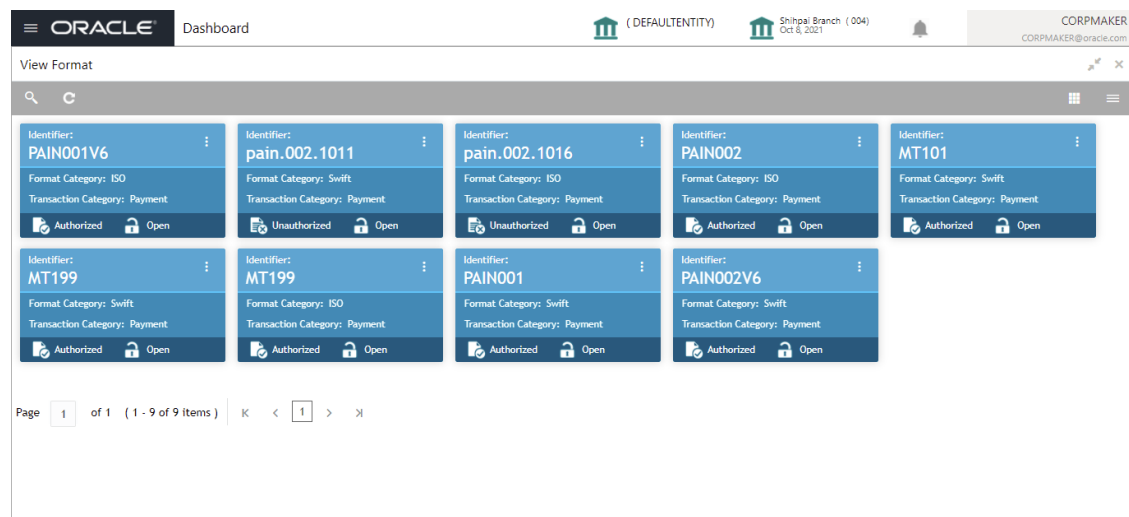 ORACLE Dashboard ( DEFAULTENTITY) Shihpai Branch ( 004) CORPMAKER
Oct 8, 2021 CORPMAKER@oracle.com
View Format
Identifier: Identifier: Identifier: Identifier: Identifier:
PAIN001V6 pain.002.1011 pain.002.1016 PAIN002 MT101
Format Category: ISO Format Category: Swift Format Category: ISO Format Category: ISO Format Category: Swift
Transaction Category: Payment Transaction Category: Payment Transaction Category: Payment Transaction Category: Payment Transaction Category: Payment
Authorized Open Unauthorized Open Unauthorized Open Authorized Open Authorized Open
Identifier: Identifier: Identifier: Identifier:
MT199 MT199 PAIN001 PAIN002V6
Format Category: Swift Format Category: ISO Format Category: Swift Format Category: Swift
Transaction Category: Payment Transaction Category: Payment Transaction Category: Payment Transaction Category: Payment
Authorized Open Authorized Open Authorized Open Authorized Open
Page 1 of 1 ( 1 - 9 of 9 items ) 1